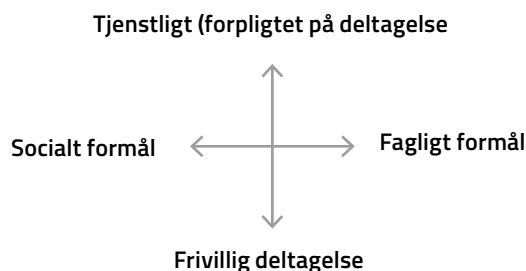 Tjenstligt (forpligtet på deltagelse
Socialt formål
Fagligt formål
Frivillig deltagelse